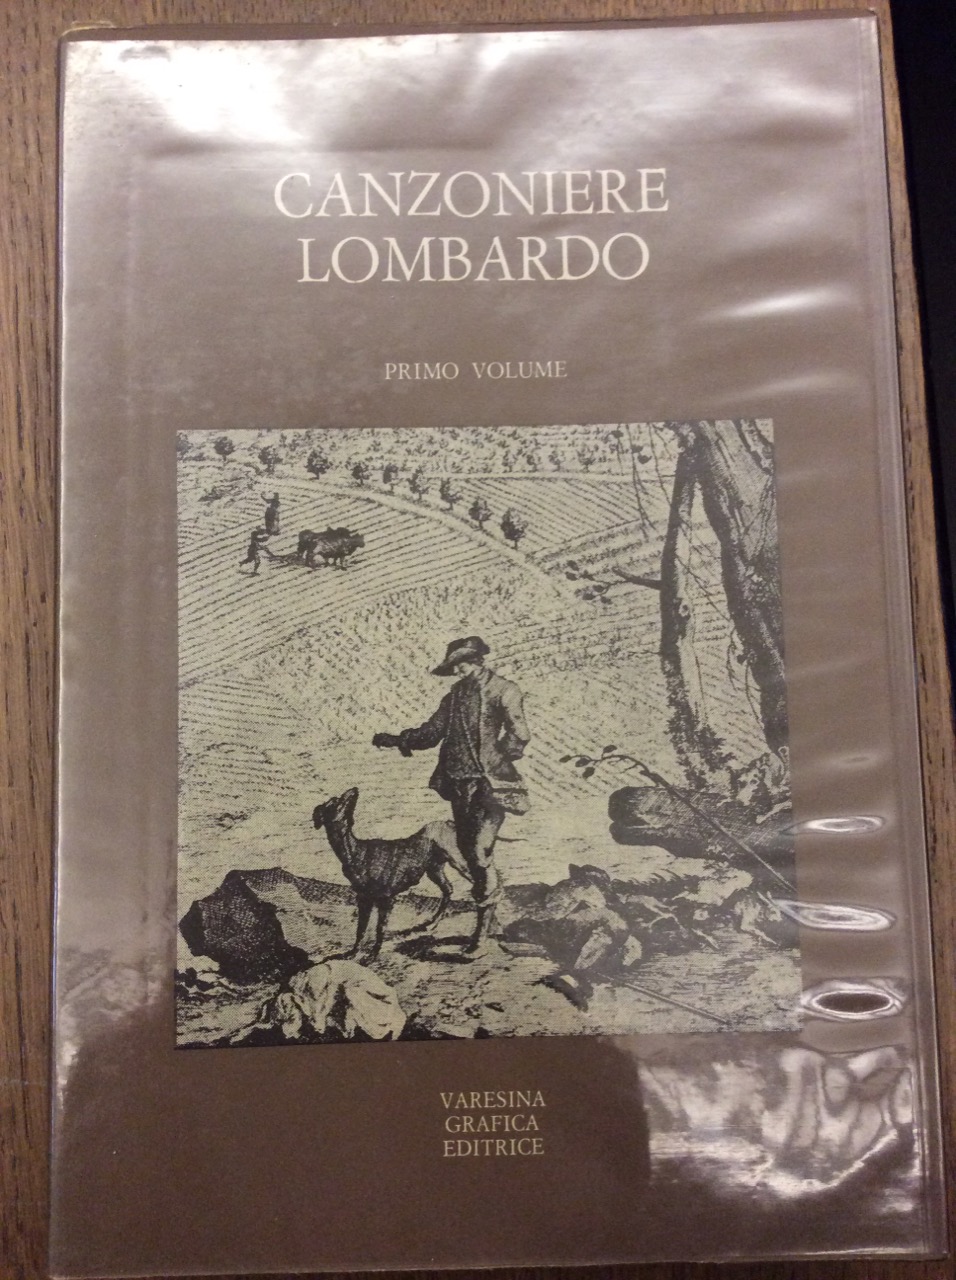 CANZONIERE
LOMBARDO
PRIMO VOLUME
VARESINA
GRAFICA
EDITRICE